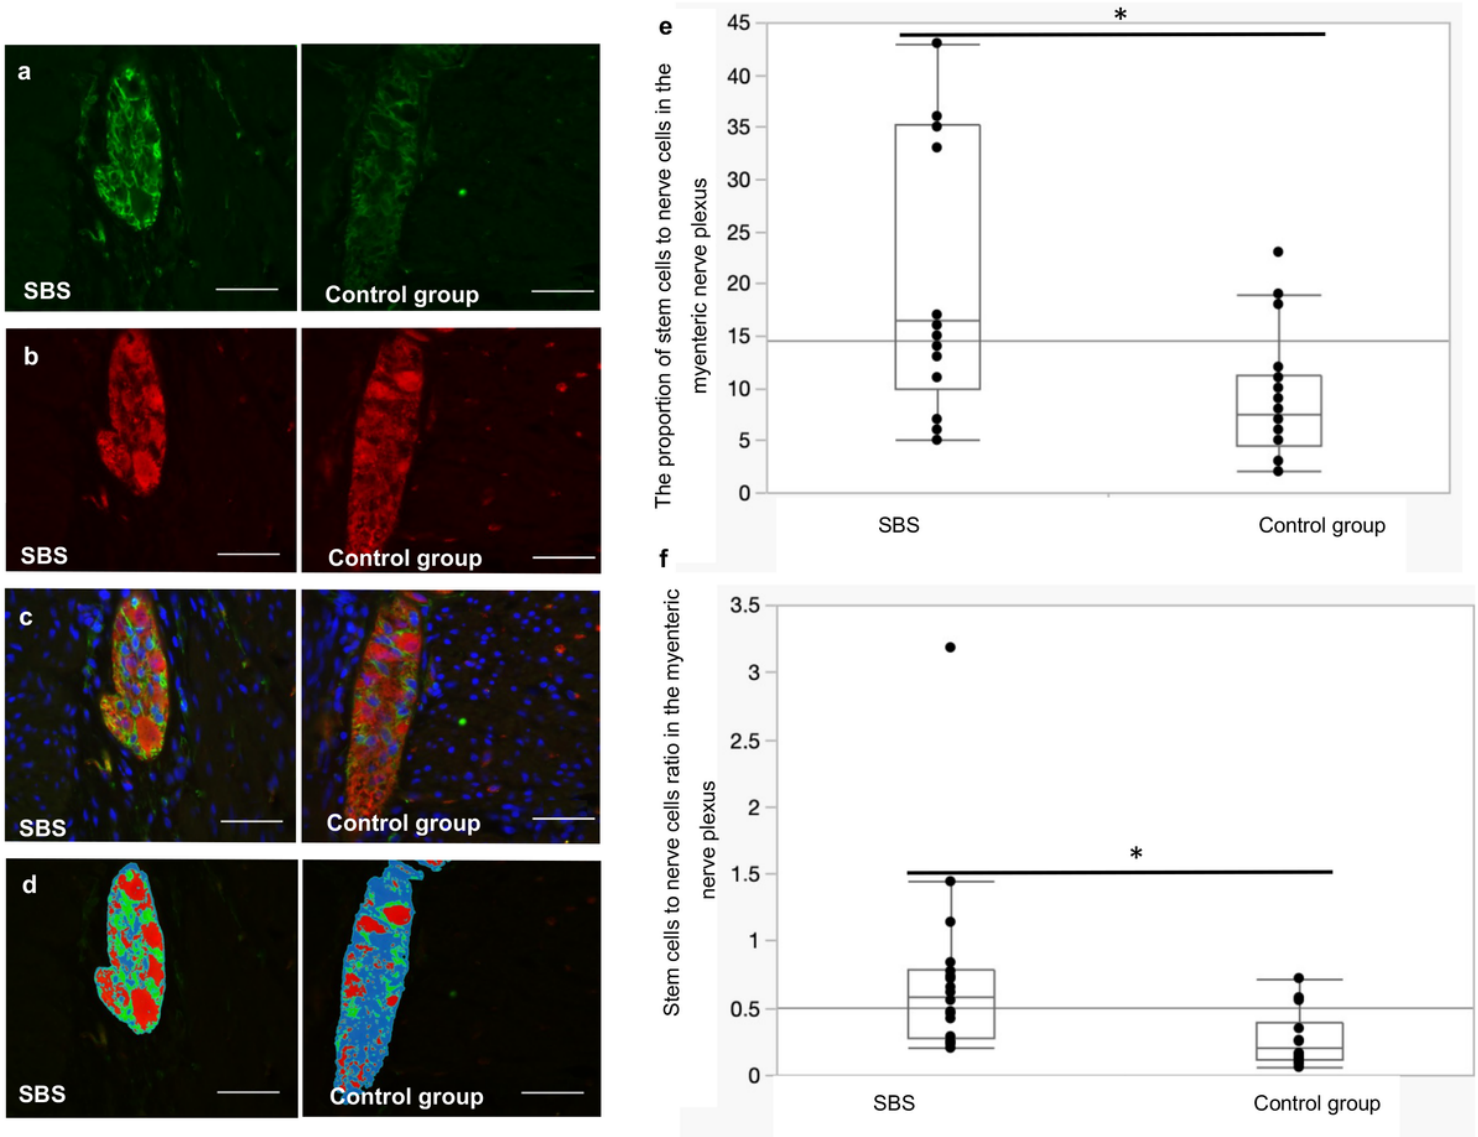 a
SBS
Control group
b
SBS
Control group
c
SBS
Control group
d
SBS
Control group
e
The proportion of stem cells to nerve cells in the
myenteric nerve plexus
45
40
35
30
25
20
15
10
5
0
*
SBS
Control group
f
Stem cells to nerve cells ratio in the myenteric
nerve plexus
3.5
3
2.5
2
1.5
1
0.5
0
*
SBS
Control group